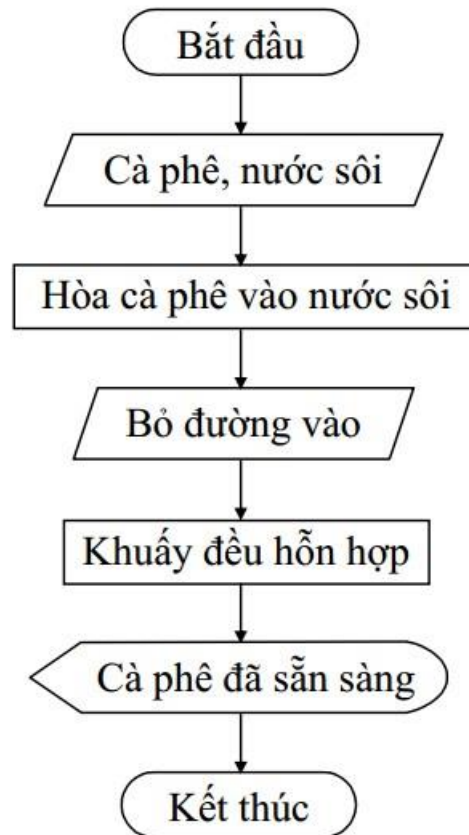 Bắt đầu
Cà phê, nước sôi
Hòa cà phê vào nước sôi
Bỏ đường vào
Khuấy đều hỗn hợp
Cà phê đã sẵn sàng
Kết thúc